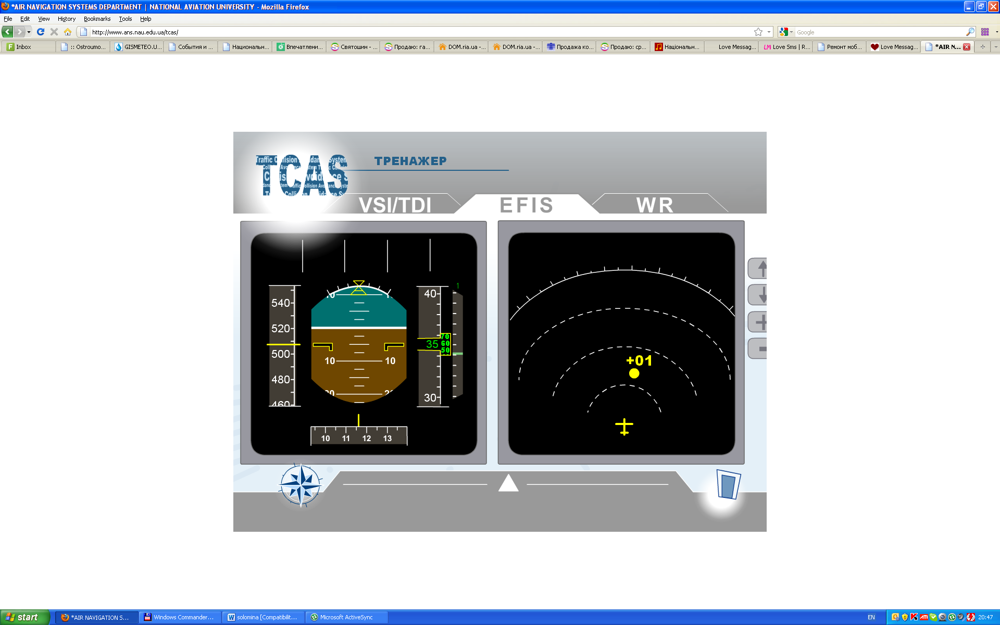 *AIR NAVIGATION SYSTEMS DEPARTMENT | NATIONAL AVIATION UNIVERSITY - Mozilla Firefox
File Edit View History Bookmarks Tools Help
http://www.ans.nau.edu.ua/tcas/
Google
Inbox
:: Ostroumo...
GISMETEO.U...
События и ...
Национальн...
Впечатлени...
Святошин - ...
Продаю: га...
DOM.ria.ua -...
DOM.ria.ua -...
Продажа ко...
Продаю: ср...
Національн...
Love Messag...
LM Love Sms | R...
Ремонт моб...
Love Messag...
*AIR N...
TCAS
ТРЕНАЖЕР
VSI/TDI
EFIS
WR
540
520
500
480
460
10 10
40
35
30
70
60
50
1
10 11 12 13
+01
start
*AIR NAVIGATION S...
Windows Commander...
solomina [Compatibilit...
Microsoft ActiveSync
EN
20:47